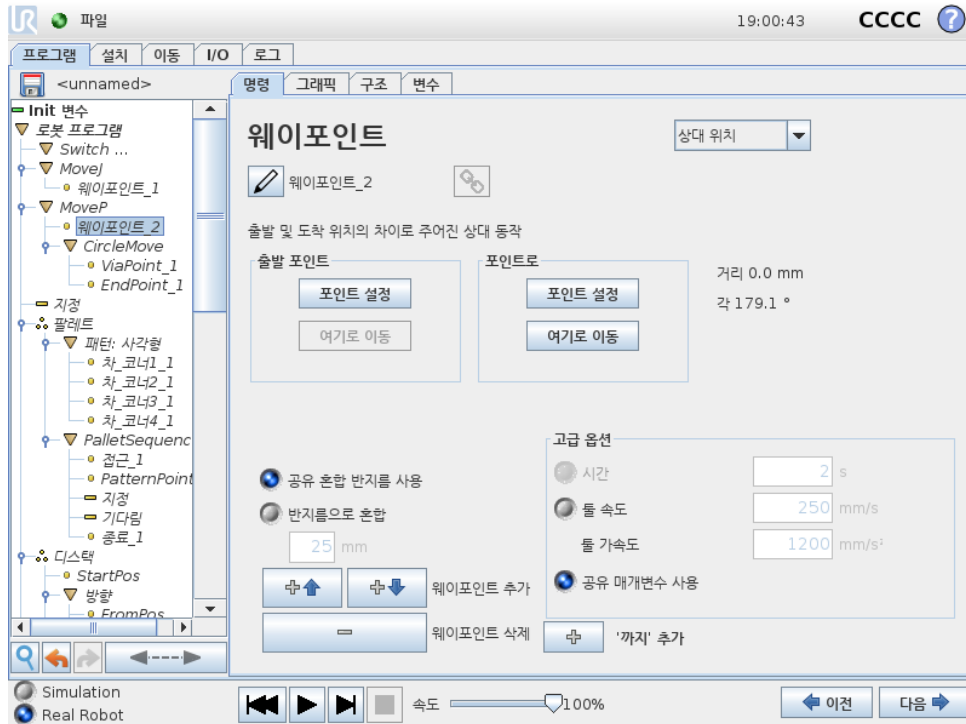 UR 파일 19:00:43 CCCC ?
프로그램 설치 이동 I/O 로그
<unnamed>
명령 그래픽 구조 변수
Init 변수
로봇 프로그램
Switch ...
MoveJ
웨이포인트_1
MoveP
웨이포인트_2
CircleMove
ViaPoint_1
EndPoint_1
지정
팔레트
패턴: 사각형
차_코너1_1
차_코너2_1
차_코너3_1
차_코너4_1
PalletSequenc
접근_1
PatternPoint
지정
기다림
종료_1
디스택
StartPos
방향
FromPos
웨이포인트
상대 위치
웨이포인트_2
출발 및 도착 위치의 차이로 주어진 상대 동작
출발 포인트
포인트 설정
여기로 이동
포인트로
포인트 설정
여기로 이동
거리 0.0 mm
각 179.1 °
공유 혼합 반지름 사용
반지름으로 혼합
25 mm
웨이포인트 추가
웨이포인트 삭제
고급 옵션
시간 2 s
툴 속도 250 mm/s
툴 가속도 1200 mm/s²
공유 매개변수 사용
'까지' 추가
Simulation
Real Robot
속도 100%
이전 다음